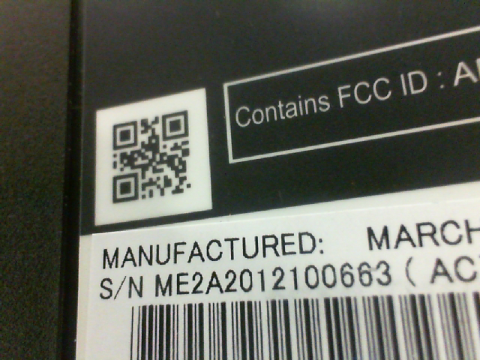 Contains FCC ID :
MANUFACTURED: MARCH
S/N ME2A2012100663 (